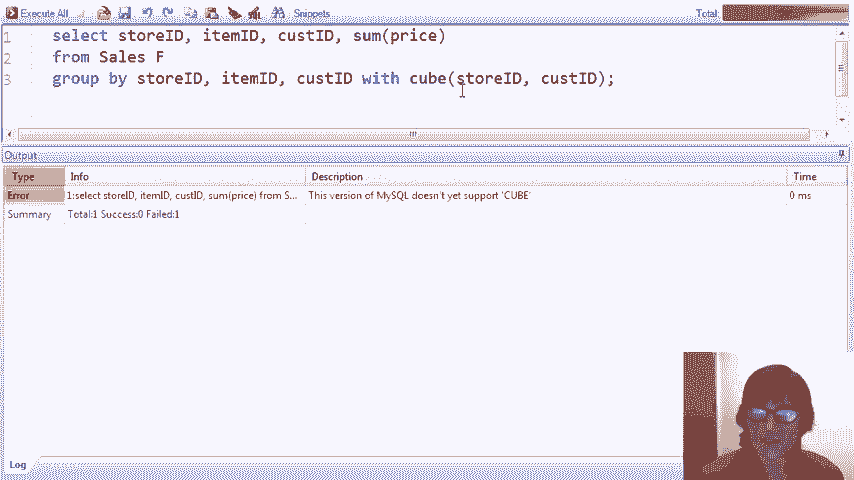 Execute All Snippets Total:
1 select storeID, itemID, custID, sum(price)
2 from Sales F
3 group by storeID, itemID, custID with cube(storeID, custID);
Output
Type Info Description Time
Error 1:select storeID, itemID, custID, sum(price) from S... This version of MySQL doesn't yet support 'CUBE' 0 ms
Summary Total:1 Success:0 Failed:1
Log